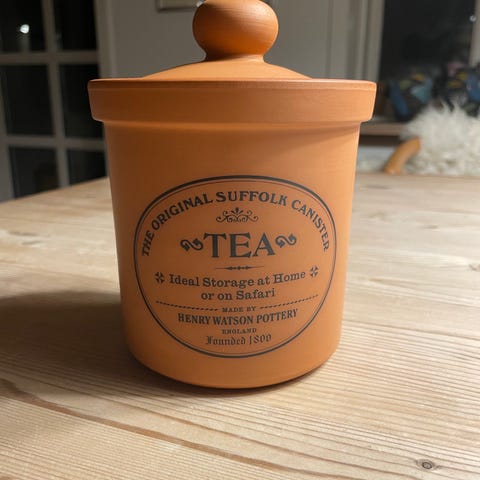 THE ORIGINAL SUFFOLK CANISTER
TEA
Ideal Storage at Home
or on Safari
MADE BY
HENRY WATSON POTTERY
ENGLAND
Founded 1800